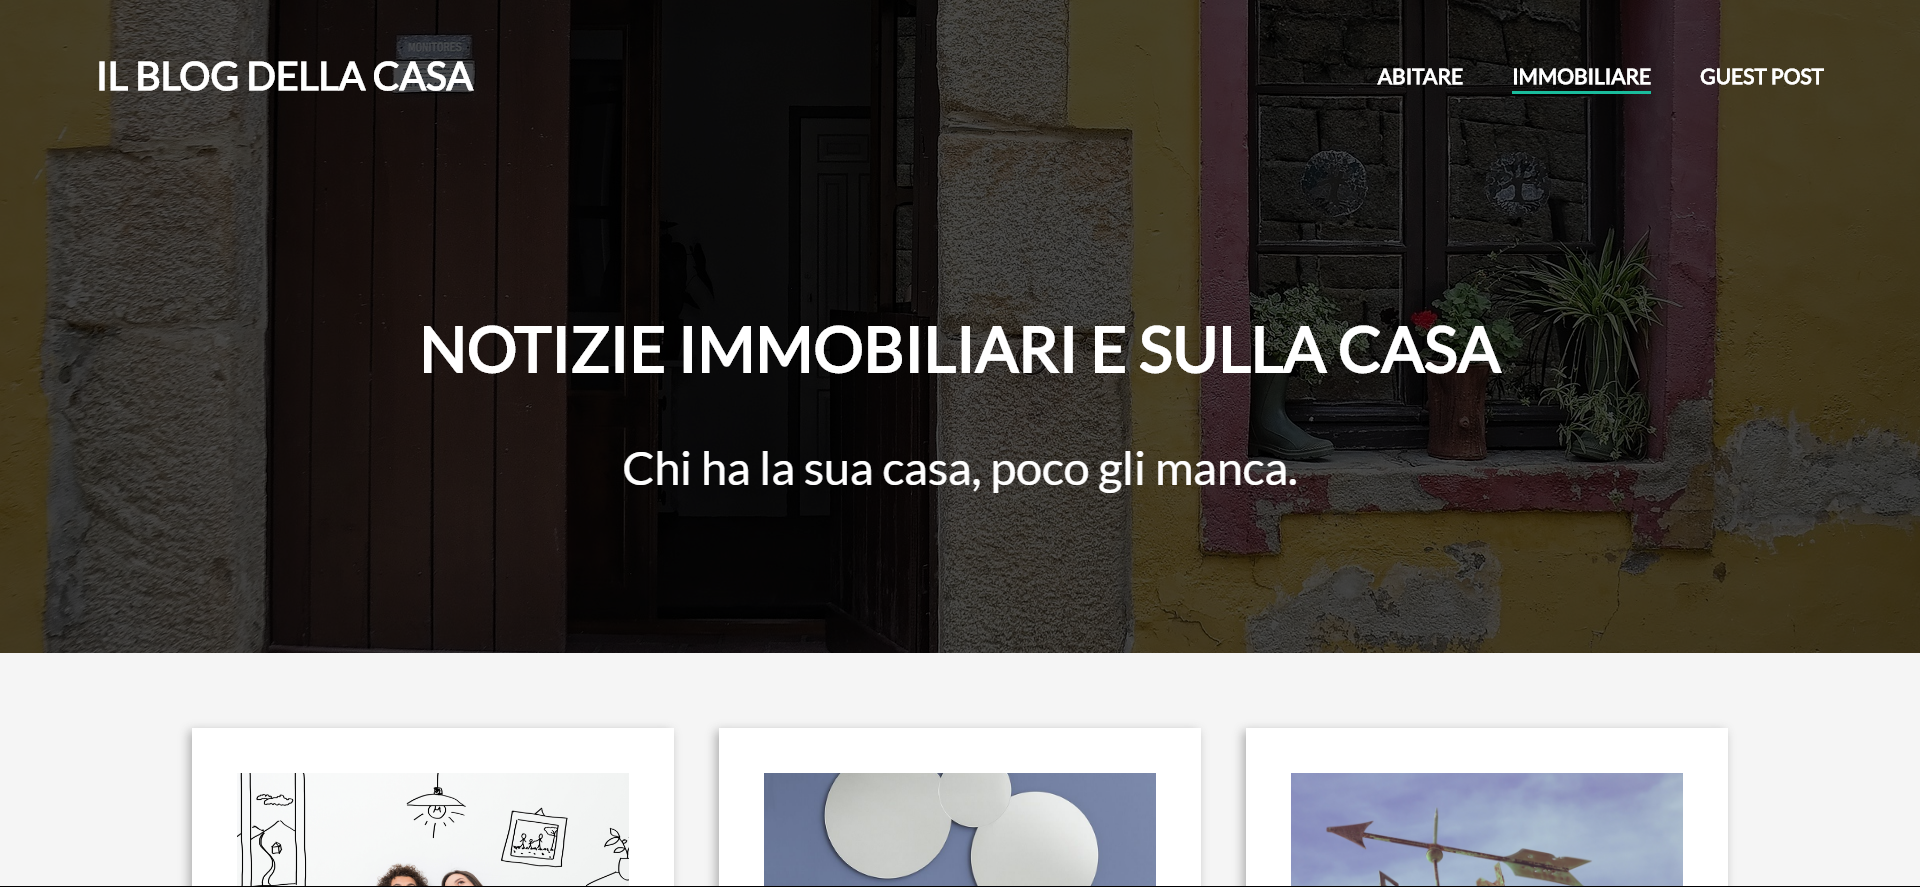 MONITORES
IL BLOG DELLA CASA
ABITARE
IMMOBILIARE
GUEST POST
NOTIZIE IMMOBILIARI E SULLA CASA
Chi ha la sua casa, poco gli manca.